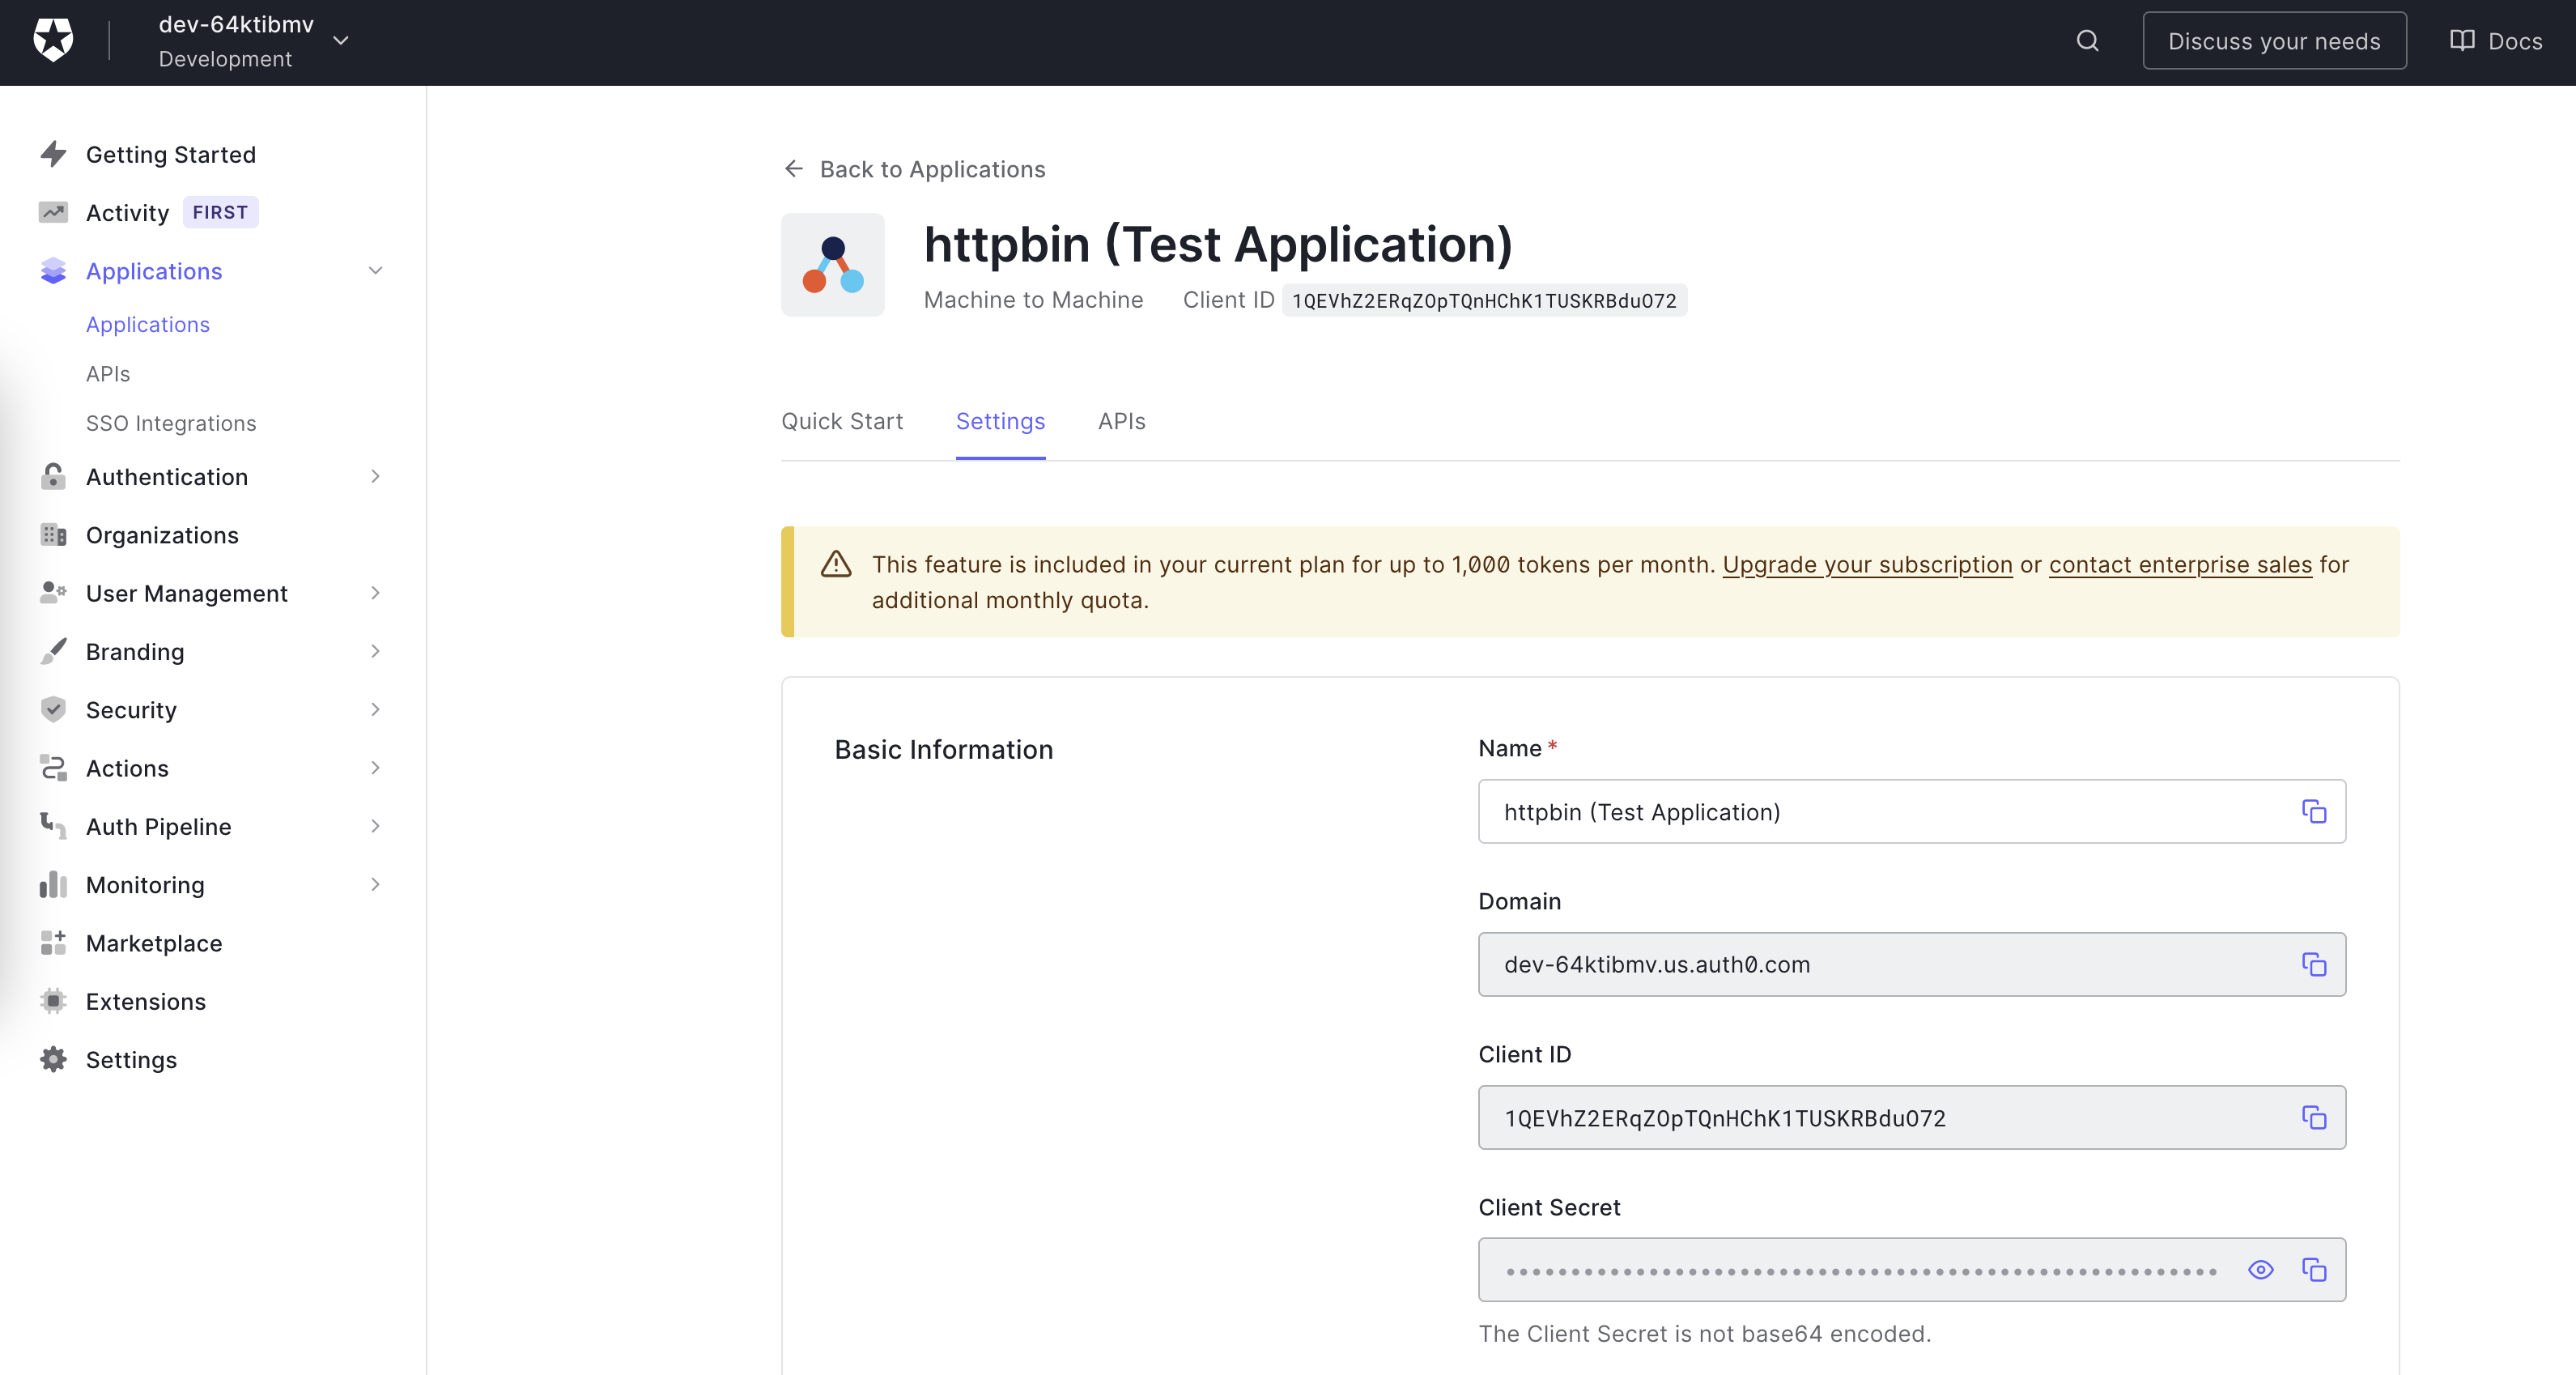 dev-64ktibmv
Development
Discuss your needs
Docs
Getting Started
Activity FIRST
Applications
Applications
APIs
SSO Integrations
Authentication
Organizations
User Management
Branding
Security
Actions
Auth Pipeline
Monitoring
Marketplace
Extensions
Settings
Back to Applications
httpbin (Test Application)
Machine to Machine Client ID 1QEVhZ2ERqZOpTQnHChK1TUSKRBduO72
Quick Start Settings APIs
This feature is included in your current plan for up to 1,000 tokens per month. Upgrade your subscription or contact enterprise sales for
additional monthly quota.
Basic Information
Name *
httpbin (Test Application)
Domain
dev-64ktibmv.us.auth0.com
Client ID
1QEVhZ2ERqZOpTQnHChK1TUSKRBduO72
Client Secret
The Client Secret is not base64 encoded.